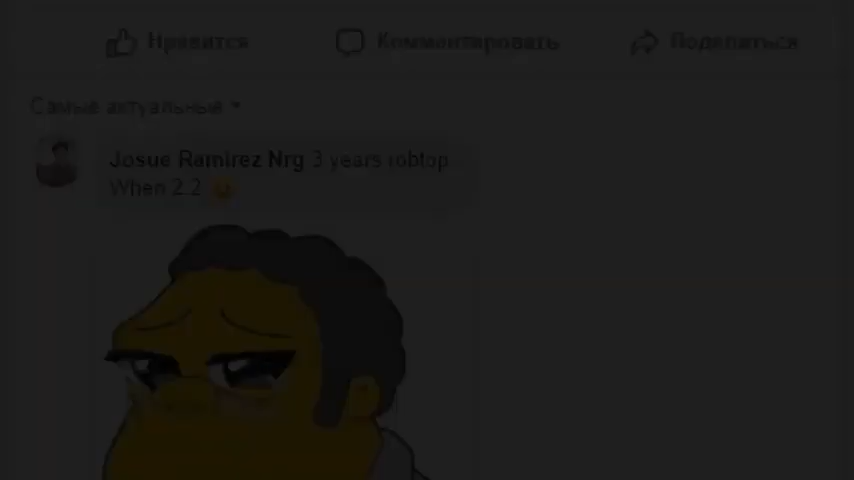 Нравится
Комментировать
Поделиться
Самые актуальные
Josue Ramirez Nrg 3 years robtop
When 2.2